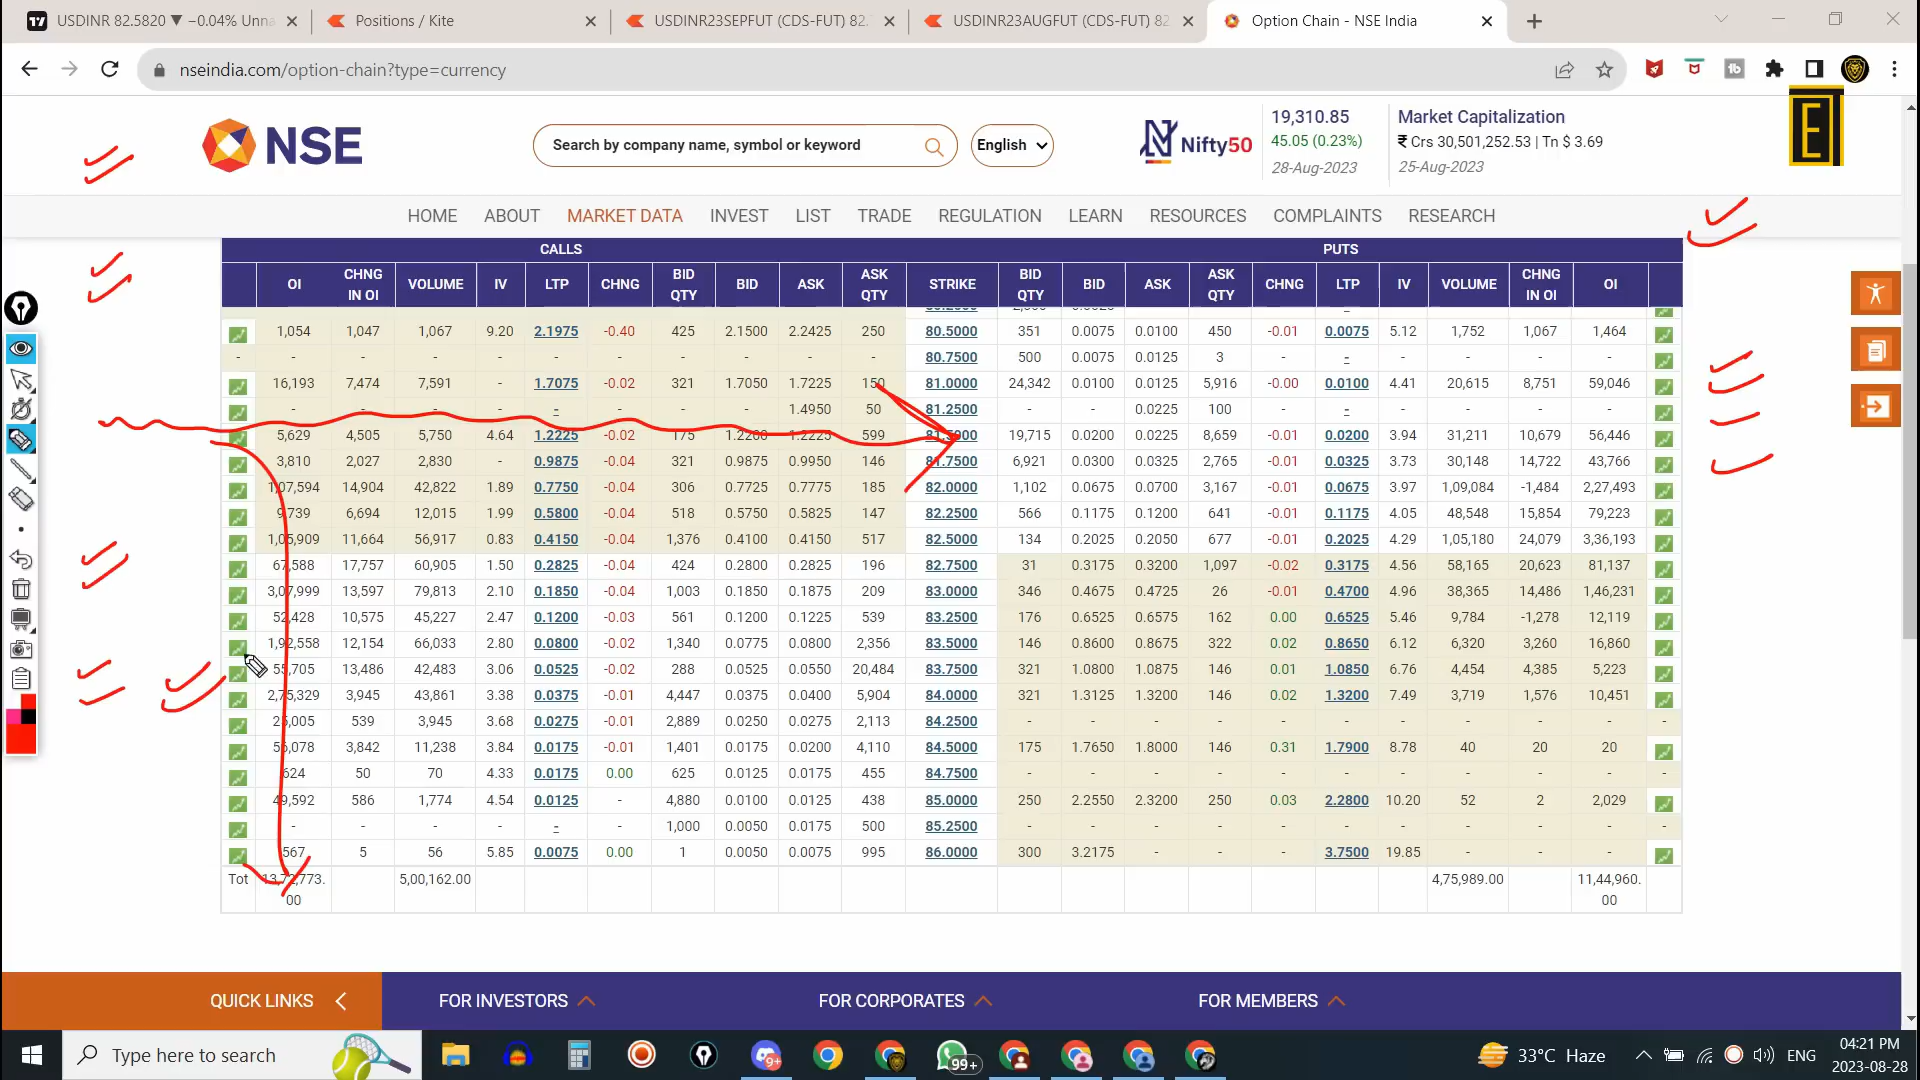 USDINR 82.5820 ▼ −0.04% Unna
Positions / Kite
USDINR23SEPFUT (CDS-FUT) 82.
USDINR23AUGFUT (CDS-FUT) 82
Option Chain - NSE India
nseindia.com/option-chain?type=currency
NSE
Search by company name, symbol or keyword
English
Nifty50
19,310.85
45.05 (0.23%)
28-Aug-2023
Market Capitalization
₹ Crs 30,501,252.53 | Tn $ 3.69
25-Aug-2023
E
HOME ABOUT MARKET DATA INVEST LIST TRADE REGULATION LEARN RESOURCES COMPLAINTS RESEARCH
CALLS PUTS
OI CHNG IN OI VOLUME IV LTP CHNG BID QTY BID ASK ASK QTY STRIKE BID QTY BID ASK ASK QTY CHNG LTP IV VOLUME CHNG IN OI OI
1,054 1,047 1,067 9.20 2.1975 -0.40 425 2.1500 2.2425 250 80.5000 351 0.0075 0.0100 450 -0.01 0.0075 5.12 1,752 1,067 1,464
- - - - - - - - - - - 80.7500 500 0.0075 0.0125 3 - - - - - -
16,193 7,474 7,591 - 1.7075 -0.02 321 1.7050 1.7225 150 81.0000 24,342 0.0100 0.0125 5,916 -0.00 0.0100 4.41 20,615 8,751 59,046
- - - - - - - - 1.4950 50 81.2500 - - 0.0225 100 - - - - - -
5,629 4,505 5,750 4.64 1.2225 -0.02 175 1.2200 1.2225 599 81.5000 19,715 0.0200 0.0225 8,659 -0.01 0.0200 3.94 31,211 10,679 56,446
3,810 2,027 2,830 - 0.9875 -0.04 321 0.9875 0.9950 146 81.7500 6,921 0.0300 0.0325 2,765 -0.01 0.0325 3.73 30,148 14,722 43,766
1,07,594 14,904 42,822 1.89 0.7750 -0.04 306 0.7725 0.7775 185 82.0000 1,102 0.0675 0.0700 3,167 -0.01 0.0675 3.97 1,09,084 -1,484 2,27,493
9,739 6,694 12,015 1.99 0.5800 -0.04 518 0.5750 0.5825 147 82.2500 566 0.1175 0.1200 641 -0.01 0.1175 4.05 48,548 15,854 79,223
1,05,909 11,664 56,917 0.83 0.4150 -0.04 1,376 0.4100 0.4150 517 82.5000 134 0.2025 0.2050 677 -0.01 0.2025 4.29 1,05,180 24,079 3,36,193
67,588 17,757 60,905 1.50 0.2825 -0.04 424 0.2800 0.2825 196 82.7500 31 0.3175 0.3200 1,097 -0.02 0.3175 4.56 58,165 20,623 81,137
3,07,999 13,597 79,813 2.10 0.1850 -0.04 1,003 0.1850 0.1875 209 83.0000 346 0.4675 0.4725 26 -0.01 0.4700 4.96 38,365 14,486 1,46,231
52,428 10,575 45,227 2.47 0.1200 -0.03 561 0.1200 0.1225 539 83.2500 176 0.6525 0.6575 162 0.00 0.6525 5.46 9,784 -1,278 12,119
1,92,558 12,154 66,033 2.80 0.0800 -0.02 1,340 0.0775 0.0800 2,356 83.5000 146 0.8600 0.8675 322 0.02 0.8650 6.12 6,320 3,260 16,860
55,705 13,486 42,483 3.06 0.0525 -0.02 288 0.0525 0.0550 20,484 83.7500 321 1.0800 1.0875 146 0.01 1.0850 6.76 4,454 4,385 5,223
2,75,329 3,945 43,861 3.38 0.0375 -0.01 4,447 0.0375 0.0400 5,904 84.0000 321 1.3125 1.3200 146 0.02 1.3200 7.49 3,719 1,576 10,451
25,005 539 3,945 3.68 0.0275 -0.01 2,889 0.0250 0.0275 2,113 84.2500 - - - - - - - - - - -
56,078 3,842 11,238 3.84 0.0175 -0.01 1,401 0.0175 0.0200 4,110 84.5000 175 1.7650 1.8000 146 0.31 1.7900 8.78 40 20 20
624 50 70 4.33 0.0175 0.00 625 0.0125 0.0175 455 84.7500 - - - - - - - - - - -
49,592 586 1,774 4.54 0.0125 - 4,880 0.0100 0.0125 438 85.0000 250 2.2550 2.3200 250 0.03 2.2800 10.20 52 2 2,029
- - - - - - 1,000 0.0050 0.0175 500 85.2500 - - - - - - - - - - -
567 5 56 5.85 0.0075 0.00 1 0.0050 0.0075 995 86.0000 300 3.2175 - - - 3.7500 19.85 - - -
Tot 13,72,773.00 5,00,162.00 4,75,989.00 11,44,960.00
QUICK LINKS FOR INVESTORS FOR CORPORATES FOR MEMBERS
Type here to search
9+
99+
33°C Haze
ENG
04:21 PM
2023-08-28